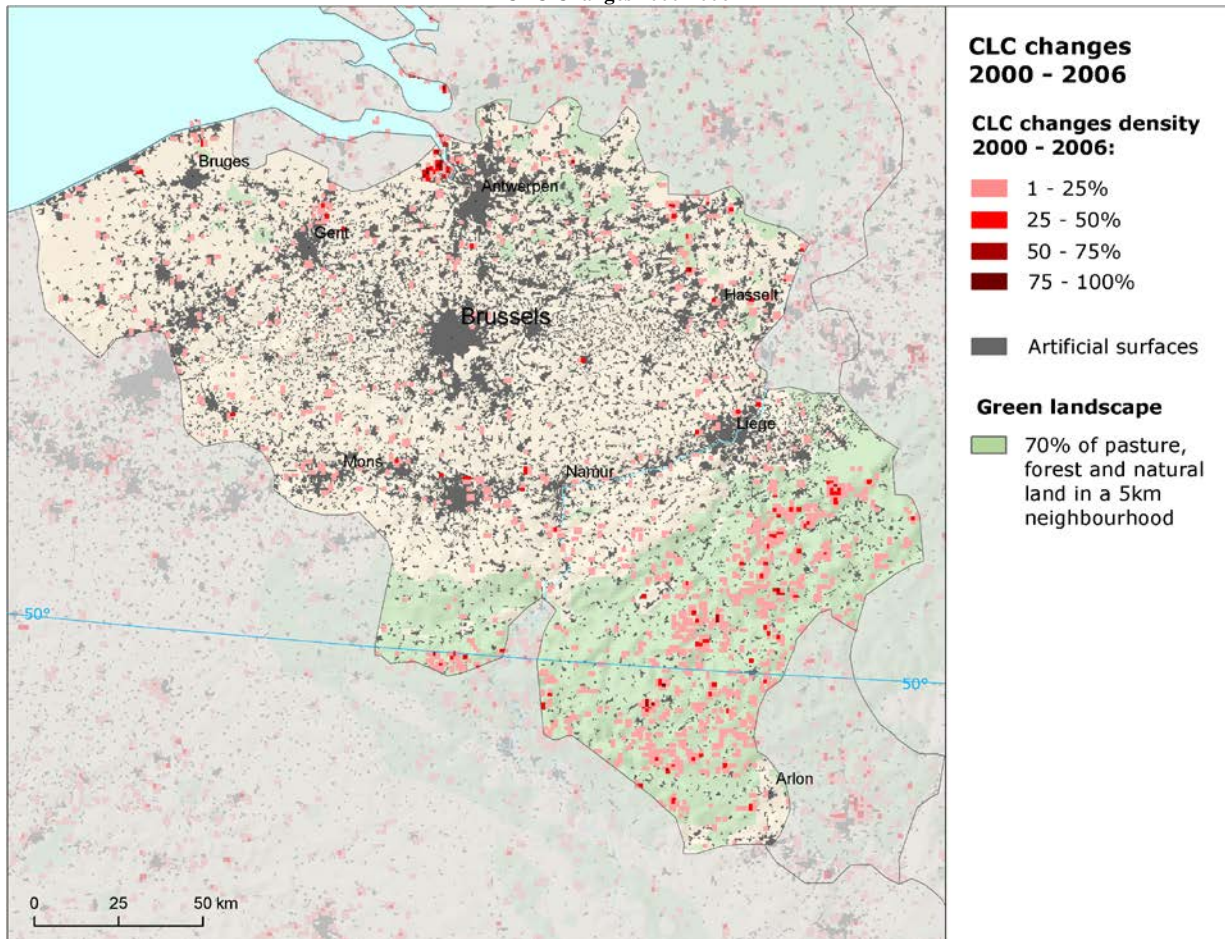 CLC changes
2000 - 2006
CLC changes density
2000 - 2006:
1 - 25%
25 - 50%
50 - 75%
75 - 100%
Artificial surfaces
Green landscape
70% of pasture,
forest and natural
land in a 5km
neighbourhood
Bruges
Antwerpen
Gent
Hasselt
Brussels
Liege
Mons
Namur
50°
50°
Arlon
0 25 50 km